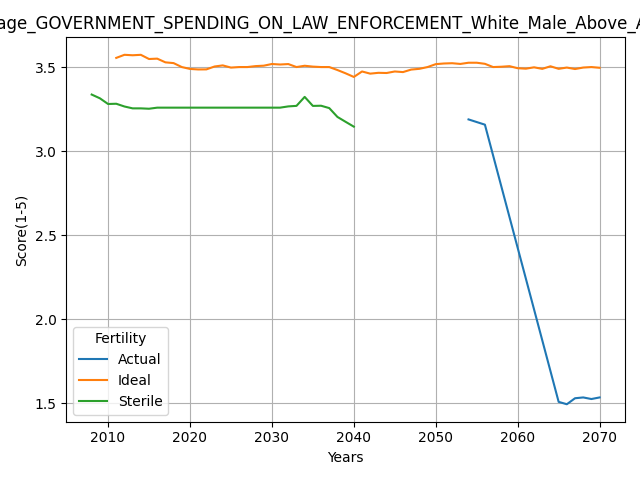 age_GOVERNMENT_SPENDING_ON_LAW_ENFORCEMENT_White_Male_Above_A
3.5
3.0
2.5
2.0
1.5
Score(1-5)
Fertility
Actual
Ideal
Sterile
2010 2020 2030 2040 2050 2060 2070
Years